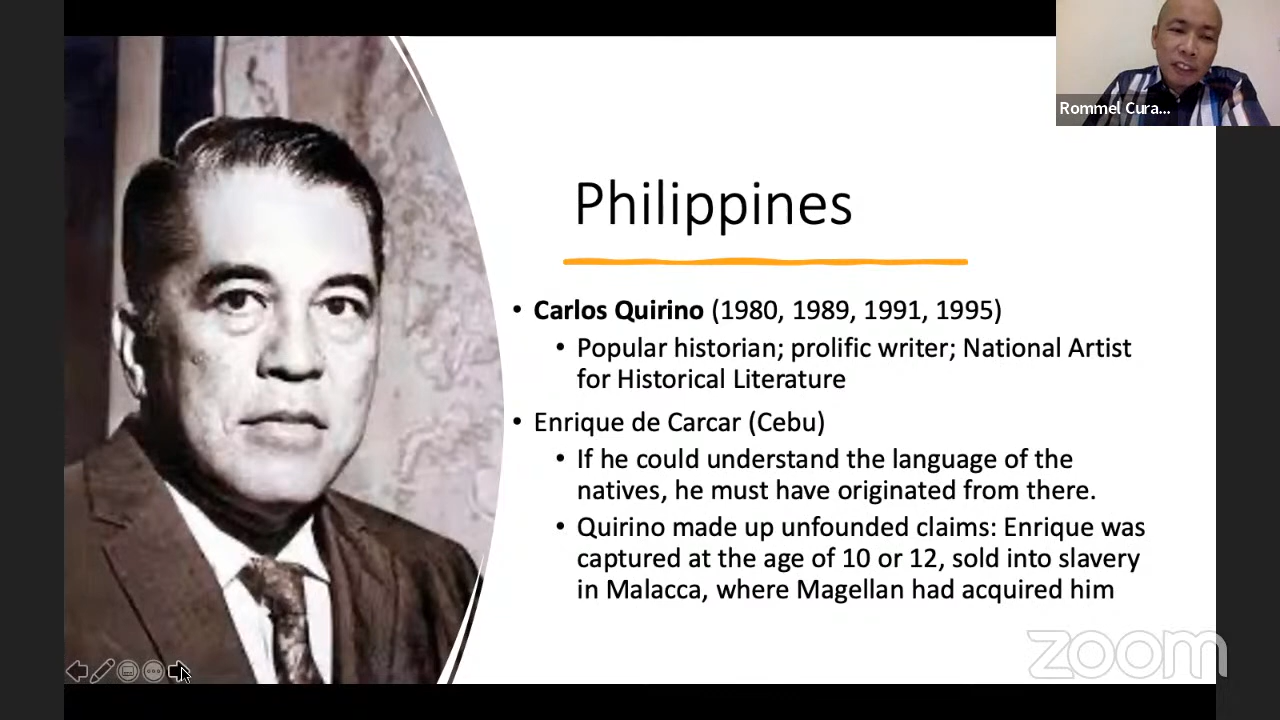 Rommel Cura...
Philippines
• Carlos Quirino (1980, 1989, 1991, 1995)
• Popular historian; prolific writer; National Artist
for Historical Literature
• Enrique de Carcar (Cebu)
• If he could understand the language of the
natives, he must have originated from there.
• Quirino made up unfounded claims: Enrique was
captured at the age of 10 or 12, sold into slavery
in Malacca, where Magellan had acquired him
zoom